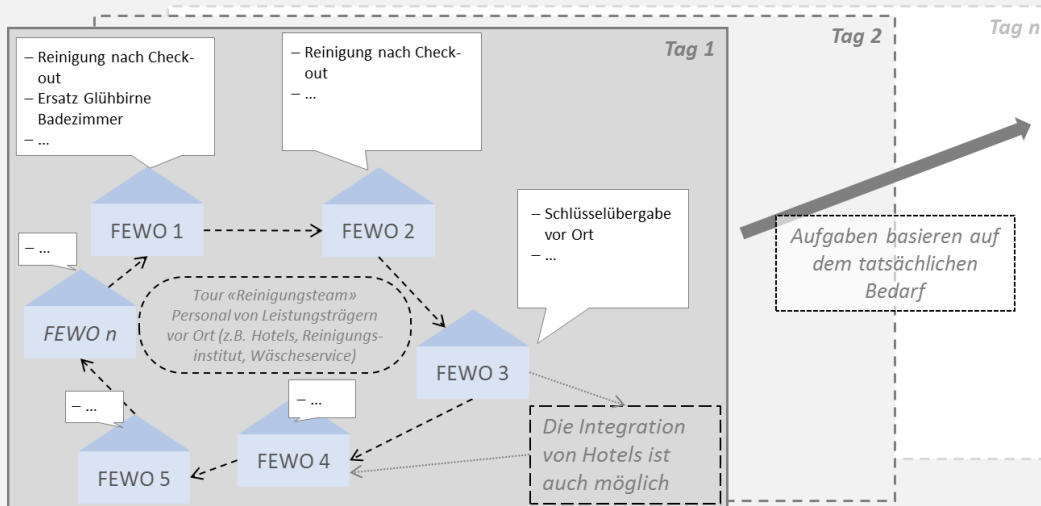 Tag 1
Tag 2
Tag n
– Reinigung nach Check-
out
– Ersatz Glühbirne
Badezimmer
– ...
– Reinigung nach Check-
out
– ...
FEWO 1
FEWO 2
– Schlüsselübergabe
vor Ort
– ...
Aufgaben basieren auf
dem tatsächlichen
Bedarf
– ...
FEWO n
Tour «Reinigungsteam»
Personal von Leistungsträgern
vor Ort (z.B. Hotels, Reinigungs-
institut, Wäscheservice)
FEWO 3
– ...
FEWO 5
– ...
FEWO 4
Die Integration
von Hotels ist
auch möglich